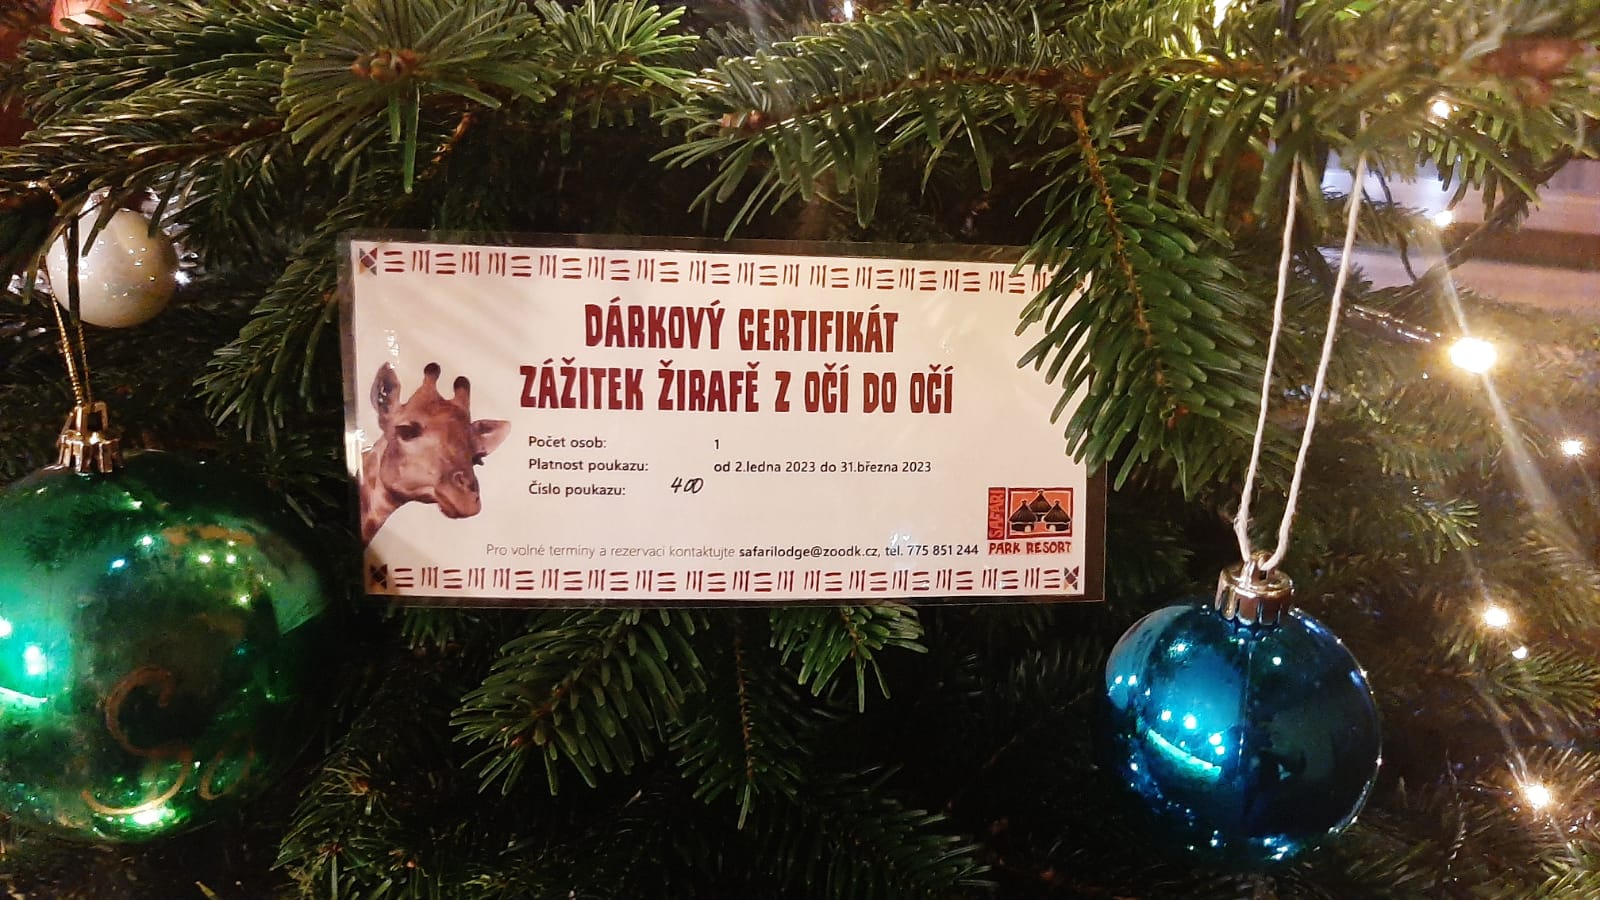 DÁRKOVÝ CERTIFIKÁT
ZÁŽITEK ŽIRAFĚ Z OČÍ DO OČÍ
Počet osob: 1
Platnost poukazu: od 2.ledna 2023 do 31.března 2023
Číslo poukazu: 400
SAFARI
PARK RESORT
Pro volné termíny a rezervaci kontaktujte safarilodge@zoodk.cz, tel. 775 851 244